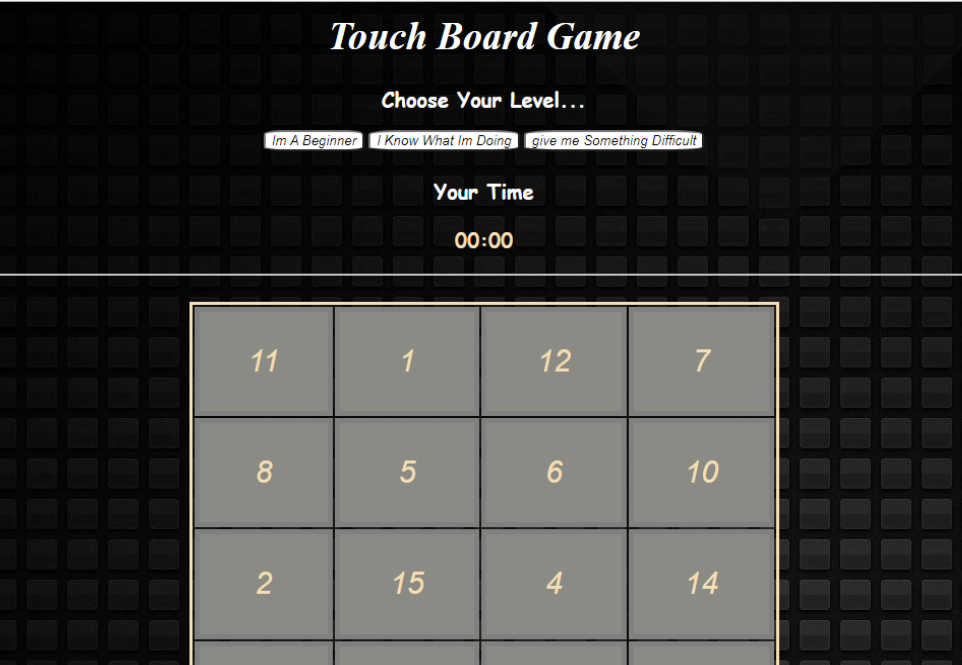 Touch Board Game
Choose Your Level...
Im A Beginner I Know What Im Doing give me Something Difficult
Your Time
00:00
11 1 12 7
8 5 6 10
2 15 4 14